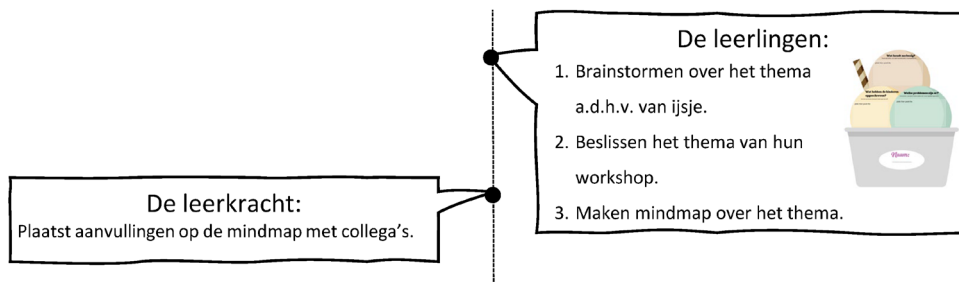 De leerlingen:
1. Brainstormen over het thema
a.d.h.v. van ijsje.
2. Beslissen het thema van hun
workshop.
3. Maken mindmap over het thema.
De leerkracht:
Plaatst aanvullingen op de mindmap met collega's.